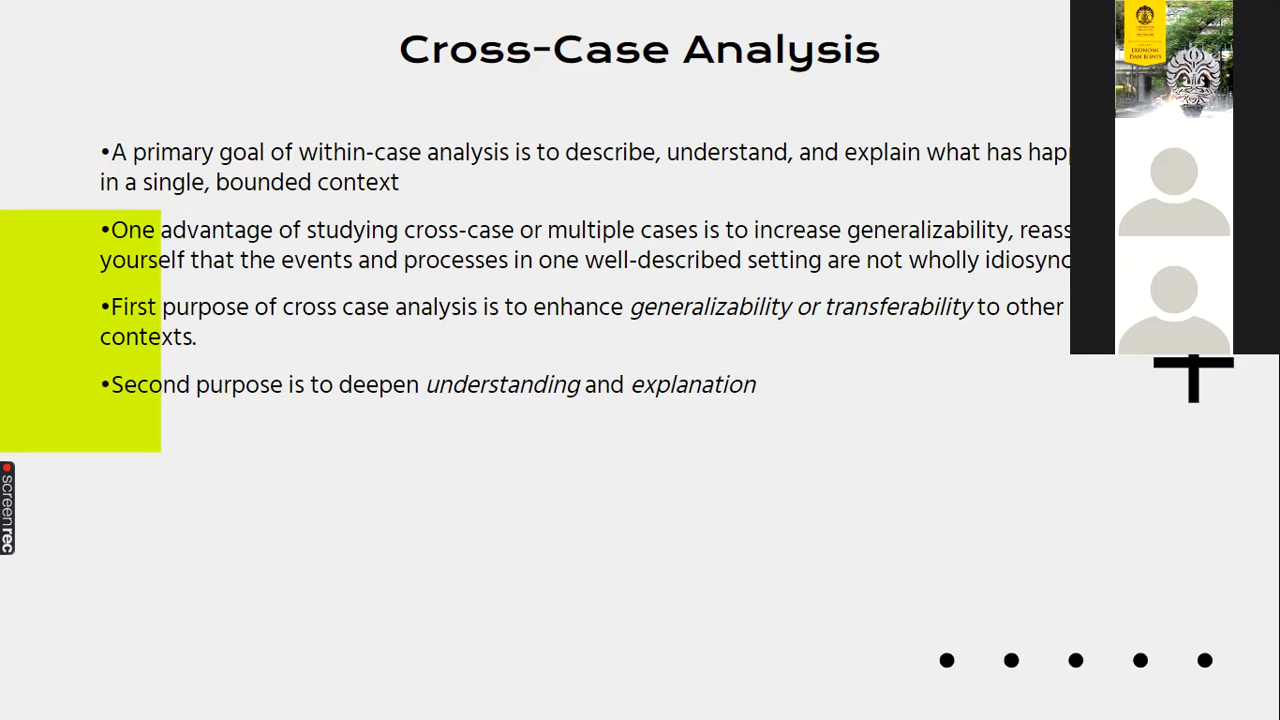 Cross-Case Analysis
•A primary goal of within-case analysis is to describe, understand, and explain what has
in a single, bounded context
•One advantage of studying cross-case or multiple cases is to increase generalizability,
yourself that the events and processes in one well-described setting are not wholly
•First purpose of cross case analysis is to enhance generalizability or transferability to other
contexts.
•Second purpose is to deepen understanding and explanation
EKONOMI
DAN BISNIS
screenrec